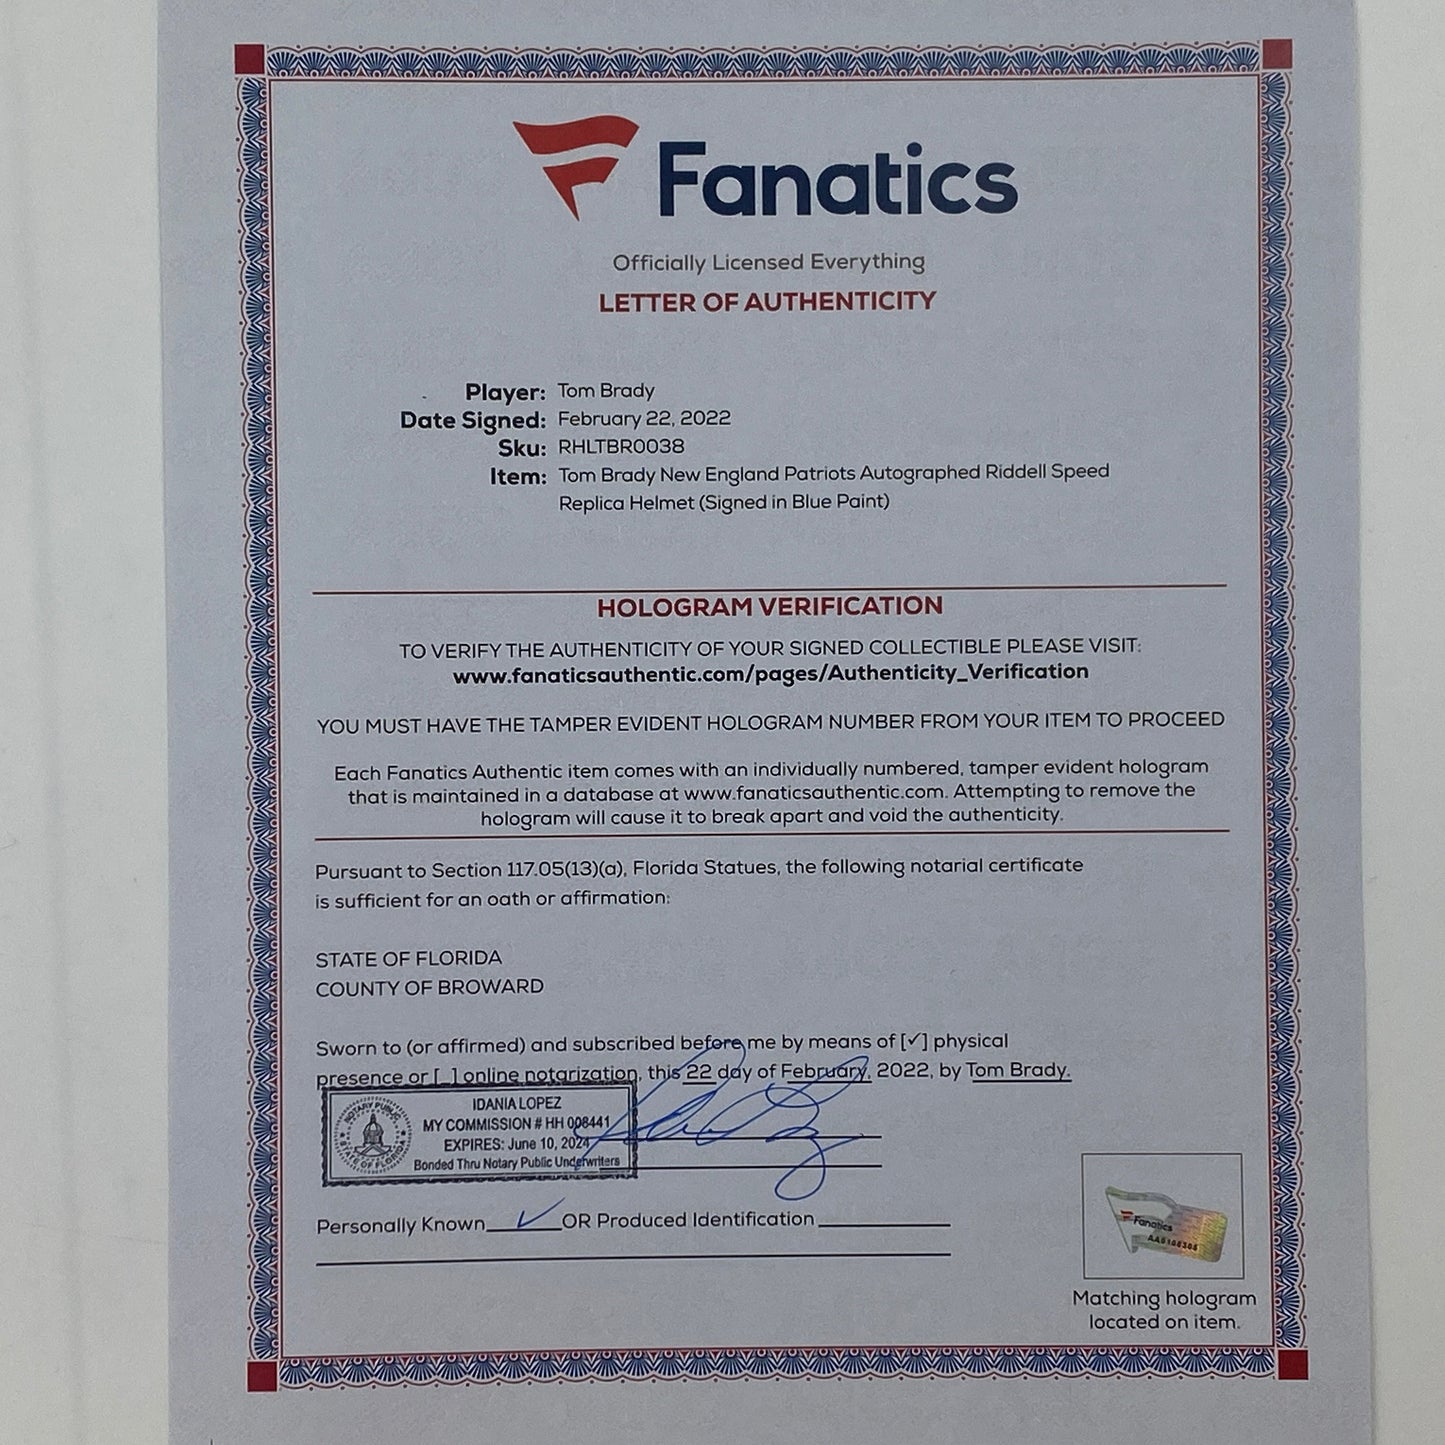 Fanatics
Officially Licensed Everything
LETTER OF AUTHENTICITY
Player: Tom Brady
Date Signed: February 22, 2022
Sku: RHLTBR0038
Item: Tom Brady New England Patriots Autographed Riddell Speed
Replica Helmet (Signed in Blue Paint)
HOLOGRAM VERIFICATION
TO VERIFY THE AUTHENTICITY OF YOUR SIGNED COLLECTIBLE PLEASE VISIT:
www.fanaticsauthentic.com/pages/Authenticity_Verification
YOU MUST HAVE THE TAMPER EVIDENT HOLOGRAM NUMBER FROM YOUR ITEM TO PROCEED
Each Fanatics Authentic item comes with an individually numbered, tamper evident hologram
that is maintained in a database at www.fanaticsauthentic.com. Attempting to remove the
hologram will cause it to break apart and void the authenticity.
Pursuant to Section 117.05(13)(a), Florida Statues, the following notarial certificate
is sufficient for an oath or affirmation:
STATE OF FLORIDA
COUNTY OF BROWARD
Sworn to (or affirmed) and subscribed before me by means of [✓] physical
presence or [_] online notarization, this 22 day of February, 2022, by Tom Brady.
NOTARY PUBLIC
STATE OF FLORIDA
IDANIA LOPEZ
MY COMMISSION # HH 008441
EXPIRES: June 10, 2024
Bonded Thru Notary Public Underwriters
Personally Known ✓ OR Produced Identification
Fanatics
Matching hologram
located on item.